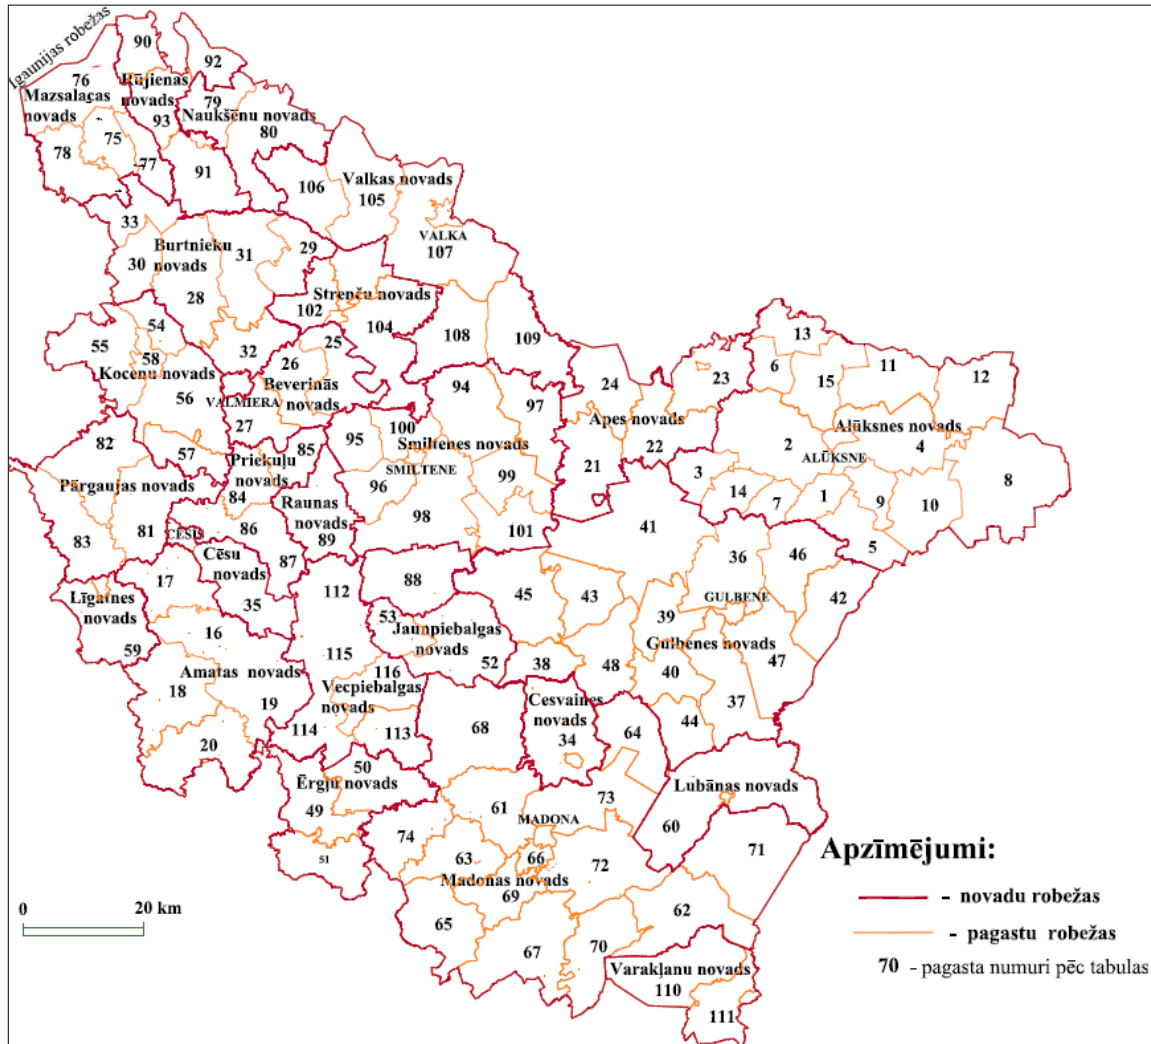 Igaunijas robežas
90
92
76
Rūjienas
novads
Mazsalaças
novads
79
93
Naukšēnu novads
80
75
78
77
91
106
Valkas novads
105
33
VALKA
107
Burtnieku
novads
31
29
30
28
Strenču novads
102
104
108
109
54
55
58
Kocēnu novads
32
25
26
Beverinās
novads
56
VALMIERA
27
94
97
24
13
6
15
11
23
12
Apes novads
22
21
82
57
85
Priekuļu
novads
95
100
Smiltenes novads
SMILTENE
96
99
98
101
2
Alūksnes novads
4
ALŪKSNE
3
14
7
1
9
10
8
5
Pārgaujas novads
84
Raunas
novads
89
81
83
CĒSIS
86
Cēsu
novads
87
35
41
36
46
17
Līgatnes
novads
59
16
112
88
45
43
39
GULBENE
42
53
Jaunpiebalgas
novads
52
Gulbenes novads
115
38
48
40
47
Amatas novads
18
19
116
Vecpiebalgas
novads
114
113
68
Cesvaines
novads
34
64
44
37
20
50
Ērgļu novads
49
51
61
MADONA
73
Lubānas novads
60
74
63
66
72
71
Madonas novads
69
65
67
70
62
Varakļanu novads
110
111
Apzīmējumi:
- novadu robežas
- pagastu robežas
70 - pagasta numuri pēc tabulas
0 20 km